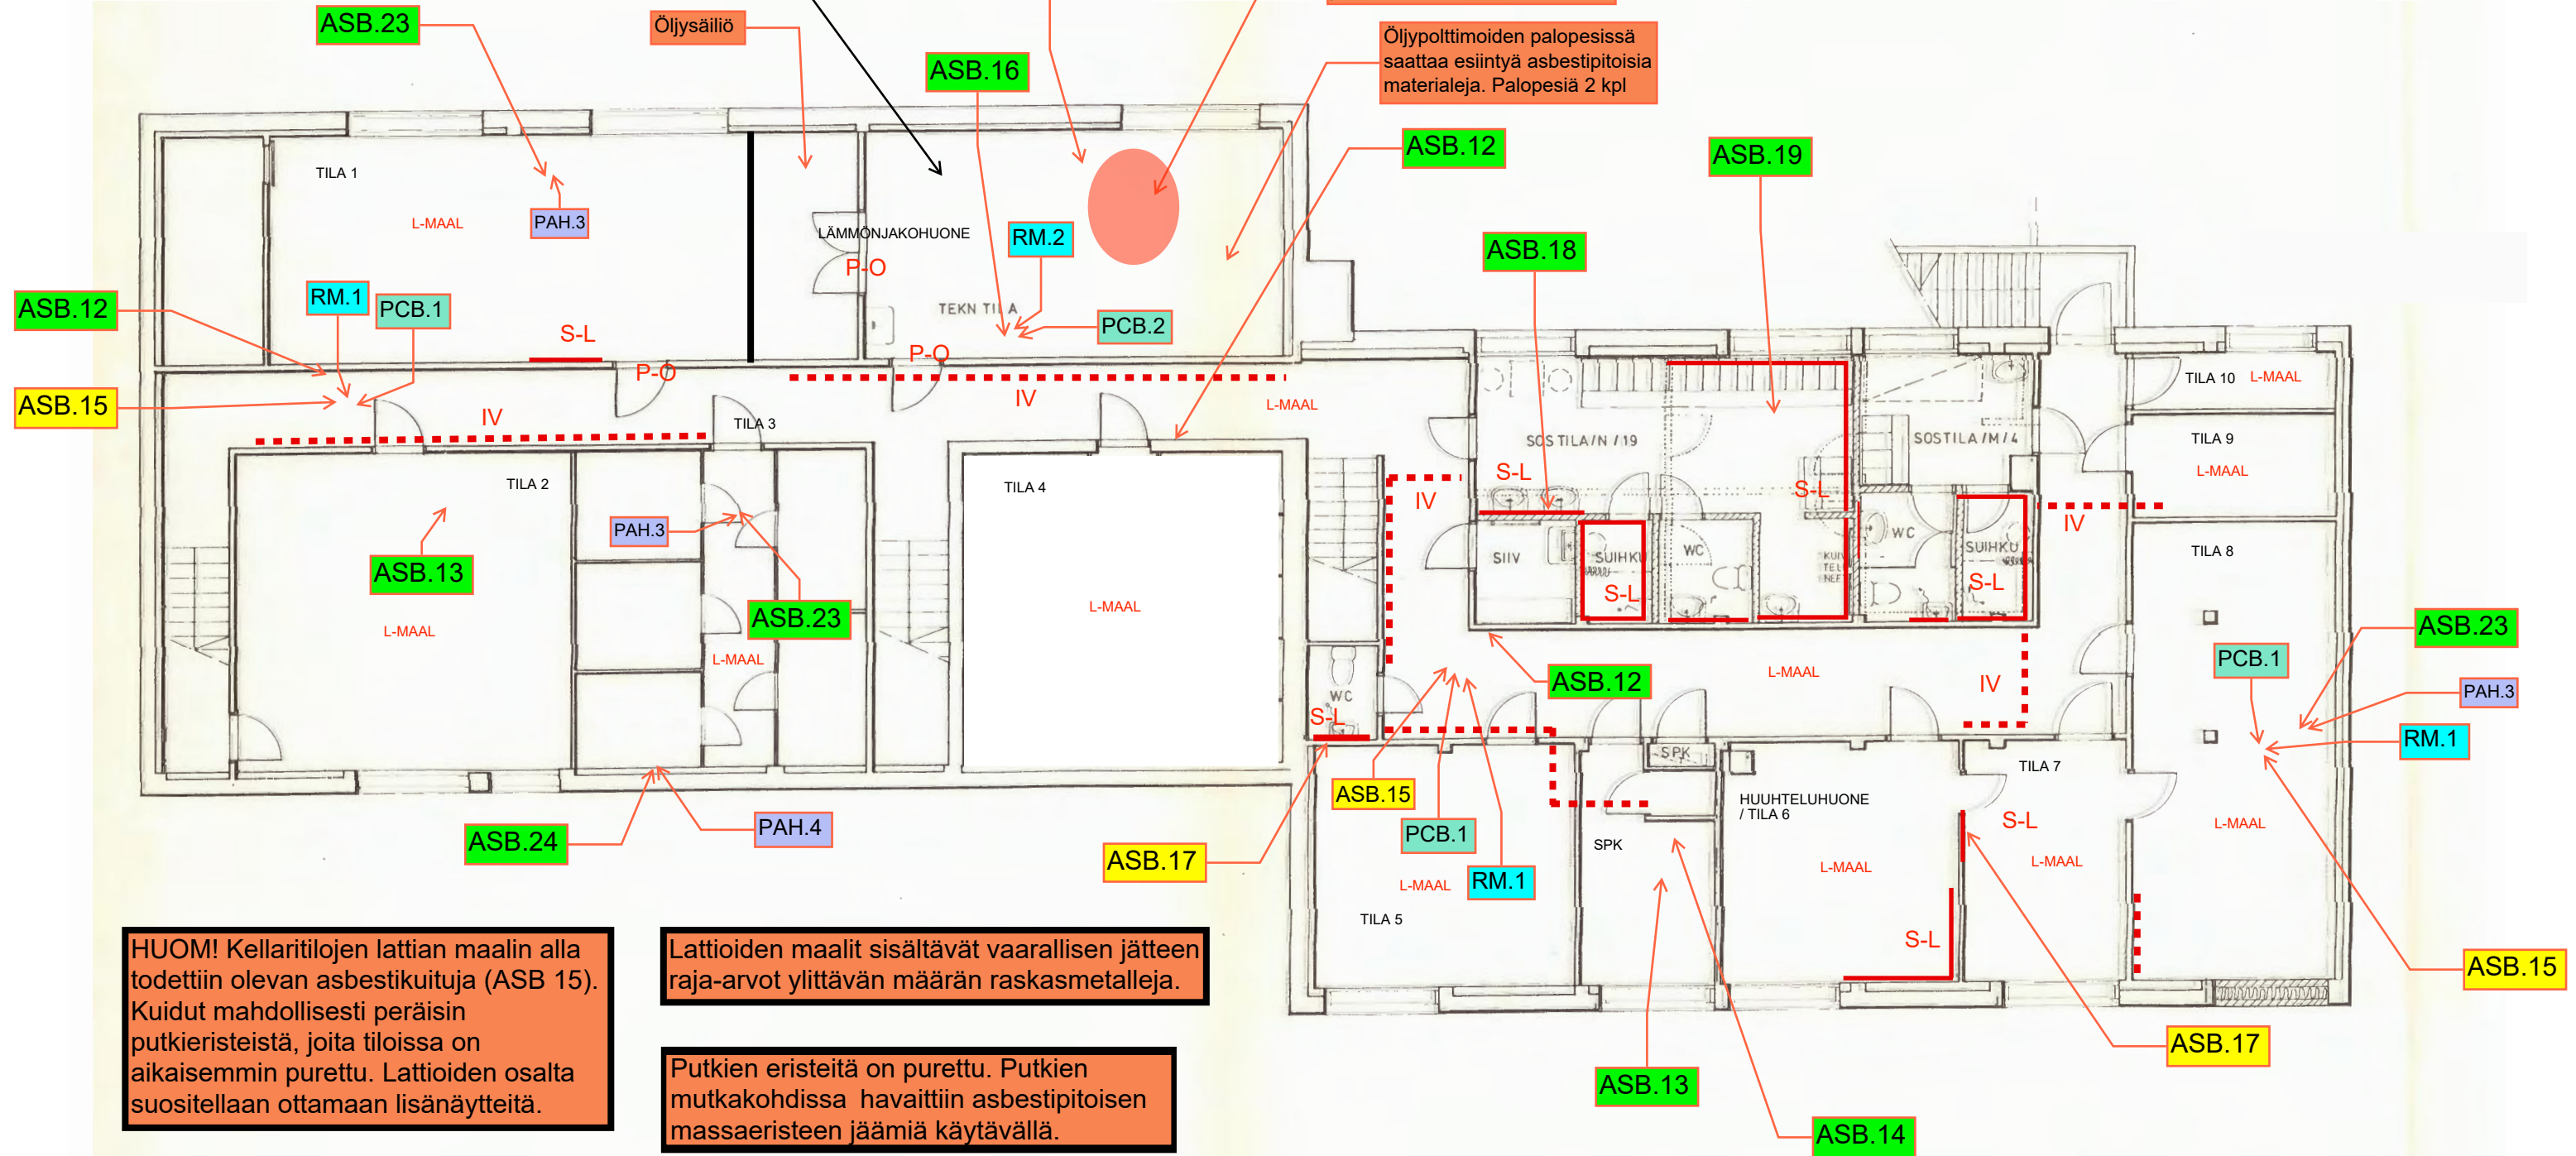 ASB.23
Öljysäiliö
ASB.16
Öljypolttimoiden palopesissä
saattaa esiintyä asbestipitoisia
materialeja. Palopesiä 2 kpl
ASB.12
ASB.19
TILA 1
L-MAAL
PAH.3
LÄMMÖNJAKOHUONE
RM.2
P-O
ASB.18
ASB.12
RM.1
PCB.1
S-L
TEKN TILA
PCB.2
P-O
P-O
ASB.15
IV
IV
L-MAAL
TILA 3
TILA 10
L-MAAL
SOSTILA/N/19
SOSTILA/M/4
TILA 9
L-MAAL
S-L
S-L
TILA 2
TILA 4
IV
IV
PAH.3
ASB.13
SIIV
SUIHKU
WC
WC
SUIHKU
TILA 8
S-L
S-L
L-MAAL
ASB.23
L-MAAL
L-MAAL
ASB.23
PCB.1
PAH.3
RM.1
WC
S-L
ASB.12
L-MAAL
IV
SPK
TILA 7
ASB.15
HUUHTELUHUONE
/ TILA 6
S-L
L-MAAL
L-MAAL
PCB.1
SPK
ASB.24
PAH.4
ASB.17
L-MAAL
RM.1
L-MAAL
TILA 5
S-L
ASB.15
ASB.17
ASB.13
ASB.14
HUOM! Kellaritilojen lattian maalin alla
todettiin olevan asbestikuituja (ASB 15).
Kuidut mahdollisesti peräisin
putkieristeistä, joita tiloissa on
aikaisemmin purettu. Lattioiden osalta
suositellaan ottamaan lisänäytteitä.
Lattioiden maalit sisältävät vaarallisen jätteen
raja-arvot ylittävän määrän raskasmetalleja.
Putkien eristeitä on purettu. Putkien
mutkakohdissa havaittiin asbestipitoisen
massaeristeen jäämiä käytävällä.